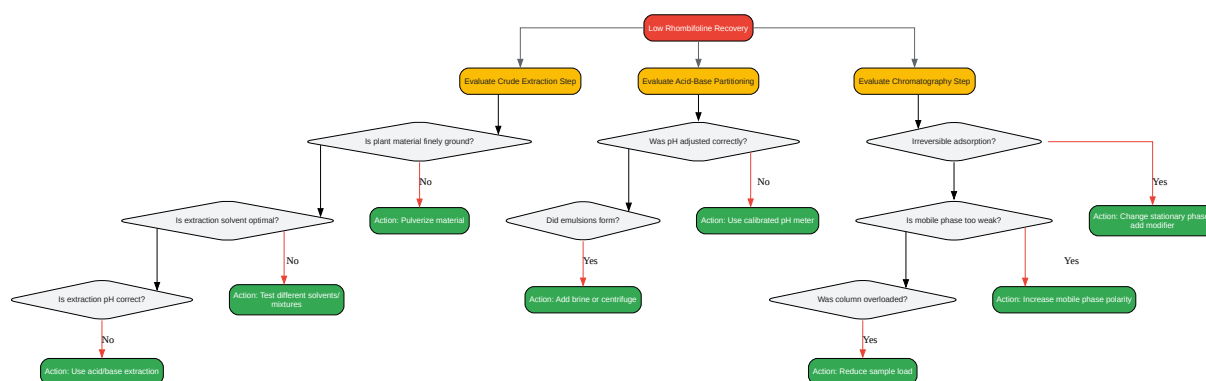 Low Rhombifoline Recovery
Evaluate Crude Extraction Step
Evaluate Acid-Base Partitioning
Evaluate Chromatography Step
Is plant material finely ground?
Was pH adjusted correctly?
Irreversible adsorption?
No
No
Yes
Action: Pulverize material
Action: Use calibrated pH meter
Action: Change stationary phase
add modifier
Is extraction solvent optimal?
Did emulsions form?
Is mobile phase too weak?
No
Yes
Yes
Action: Test different solvents/
mixtures
Action: Add brine or centrifuge
Action: Increase mobile phase polarity
Is extraction pH correct?
Was column overloaded?
No
Yes
Action: Use acid/base extraction
Action: Reduce sample load